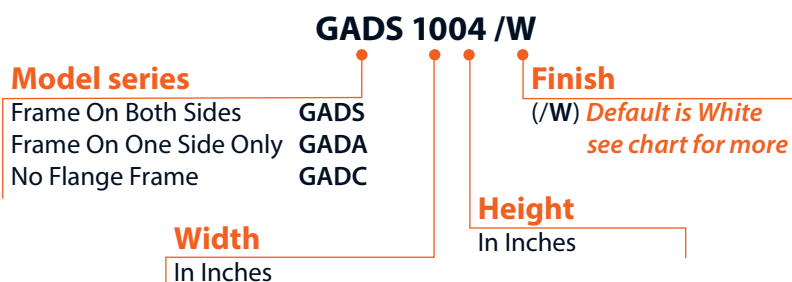 GADS 1004 /W
Model series
Frame On Both Sides GADS
Frame On One Side Only GADA
No Flange Frame GADC
Finish
(/W) Default is White
see chart for more
Width
In Inches
Height
In Inches